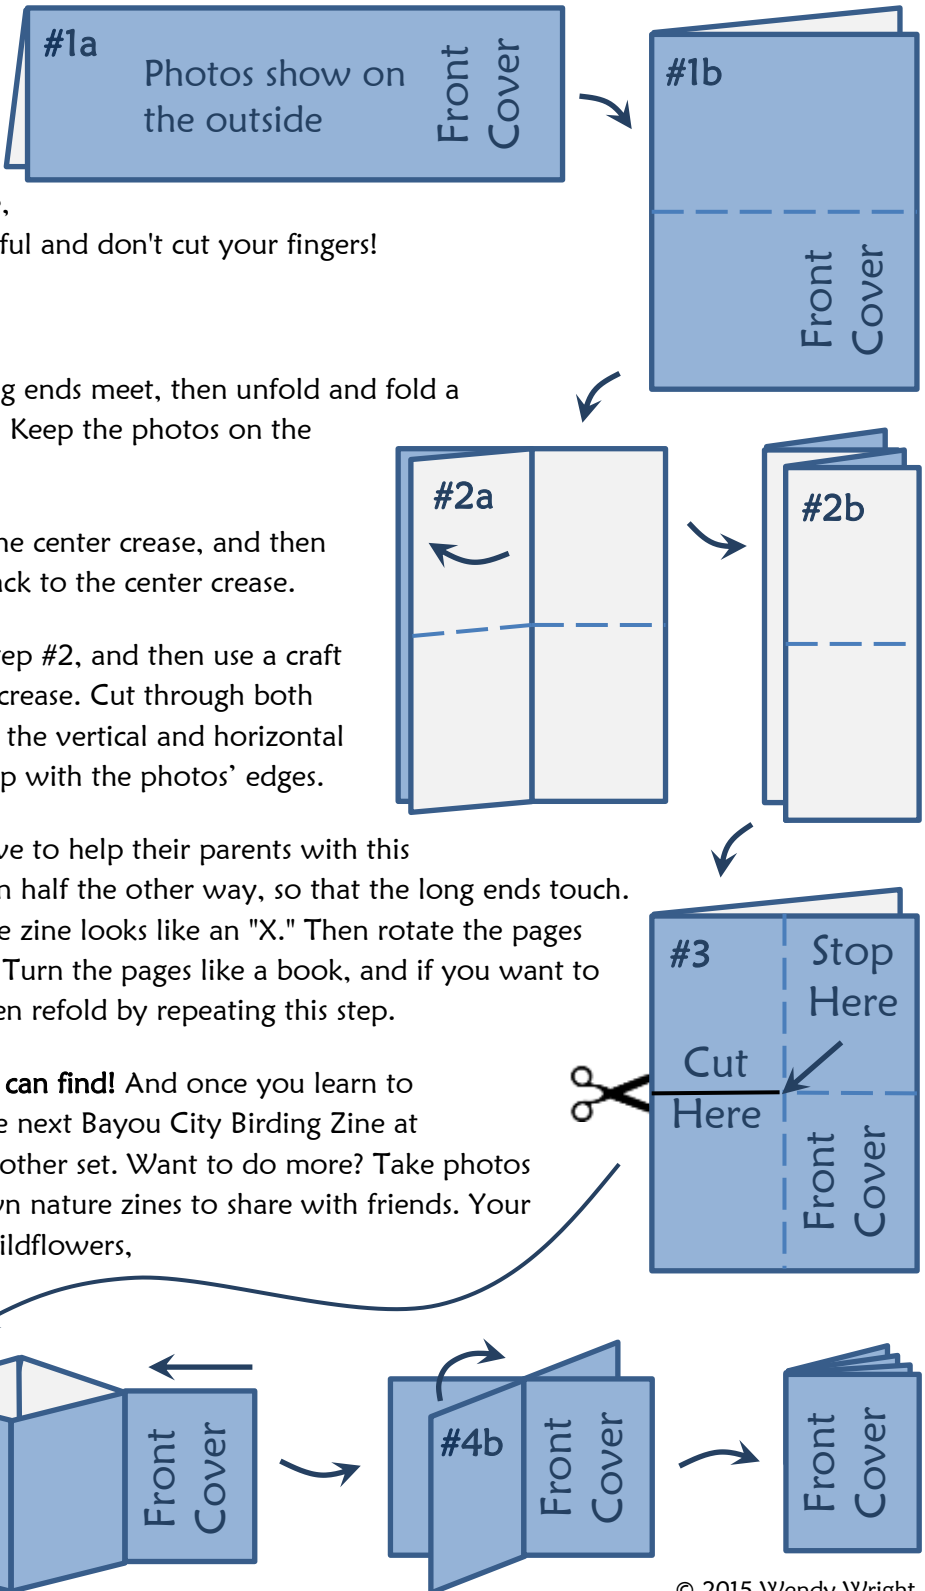 #1a
Photos show on
the outside
Front
Cover
#1b
Front
Cover
ful and don't cut your fingers!
g ends meet, then unfold and fold a
Keep the photos on the
#2a
#2b
ne center crease, and then
ack to the center crease.
ep #2, and then use a craft
crease. Cut through both
the vertical and horizontal
p with the photos’ edges.
ve to help their parents with this
n half the other way, so that the long ends touch.
e zine looks like an "X." Then rotate the pages
Turn the pages like a book, and if you want to
en refold by repeating this step.
#3
Stop
Here
Cut
Here
Front
Cover
can find! And once you learn to
e next Bayou City Birding Zine at
other set. Want to do more? Take photos
vn nature zines to share with friends. Your
ildflowers,
Front
Cover
#4b
Front
Cover
Front
Cover
© 2015 Wendy Wright